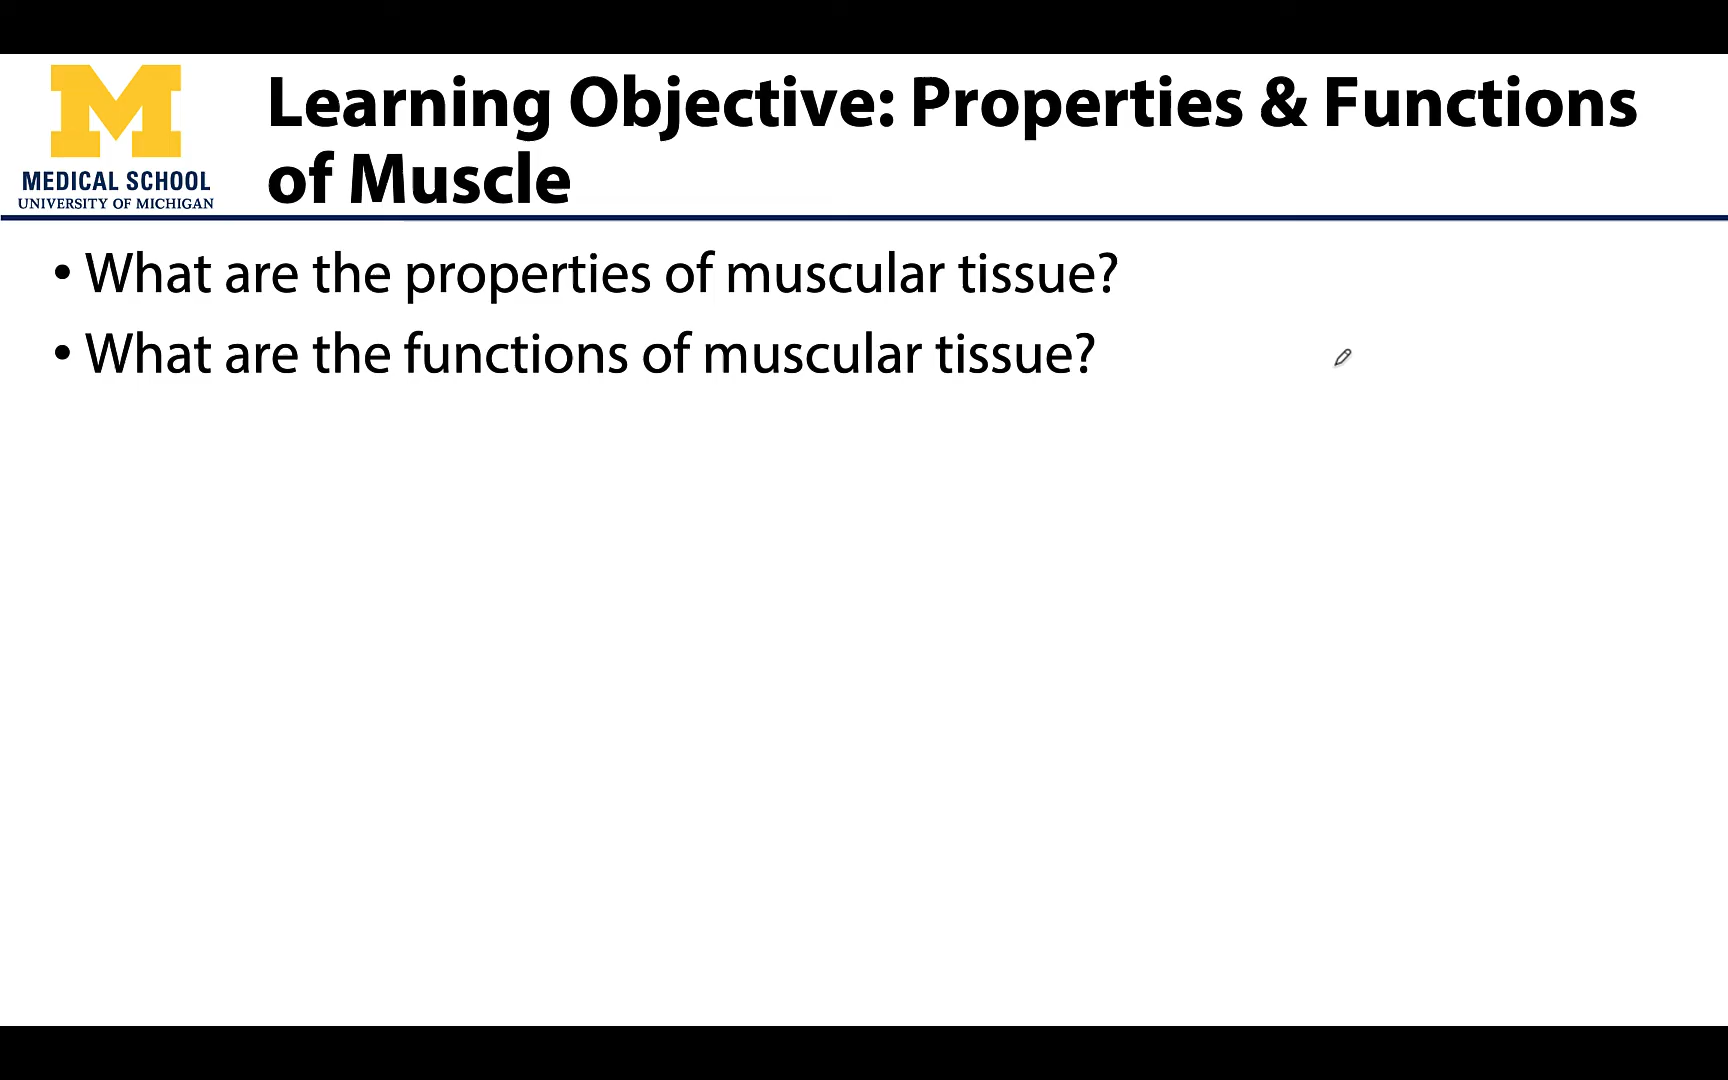 M
MEDICAL SCHOOL
UNIVERSITY OF MICHIGAN
Learning Objective: Properties & Functions
of Muscle
• What are the properties of muscular tissue?
• What are the functions of muscular tissue?